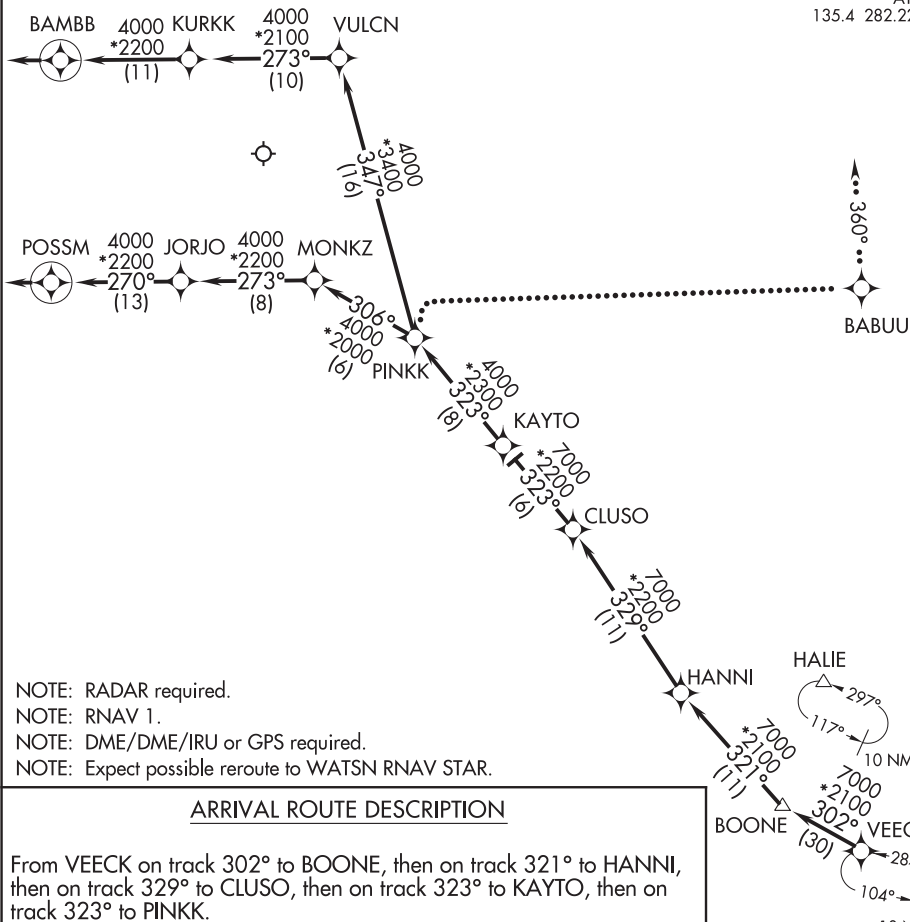 135.4 282.22
BAMBB
4000
*2200
(11)
KURKK
4000
*2100
273°
(10)
VULCN
4000
*3400
347°
(16)
360°
POSSM
4000
*2200
270°
(13)
JORJO
4000
*2200
273°
(8)
MONKZ
306°
4000
*2000
(6)
BABUU
PINKK
4000
*2300
323°
(8)
KAYTO
7000
*2200
323°
(6)
CLUSO
7000
*2200
329°
(11)
HANNI
HALIE
297°
117°
10 NM
7000
*2100
321°
(11)
BOONE
7000
*2100
302°
(30)
104°
NOTE: RADAR required.
NOTE: RNAV 1.
NOTE: DME/DME/IRU or GPS required.
NOTE: Expect possible reroute to WATSN RNAV STAR.
ARRIVAL ROUTE DESCRIPTION
From VEECK on track 302° to BOONE, then on track 321° to HANNI,
then on track 329° to CLUSO, then on track 323° to KAYTO, then on
track 323° to PINKK.